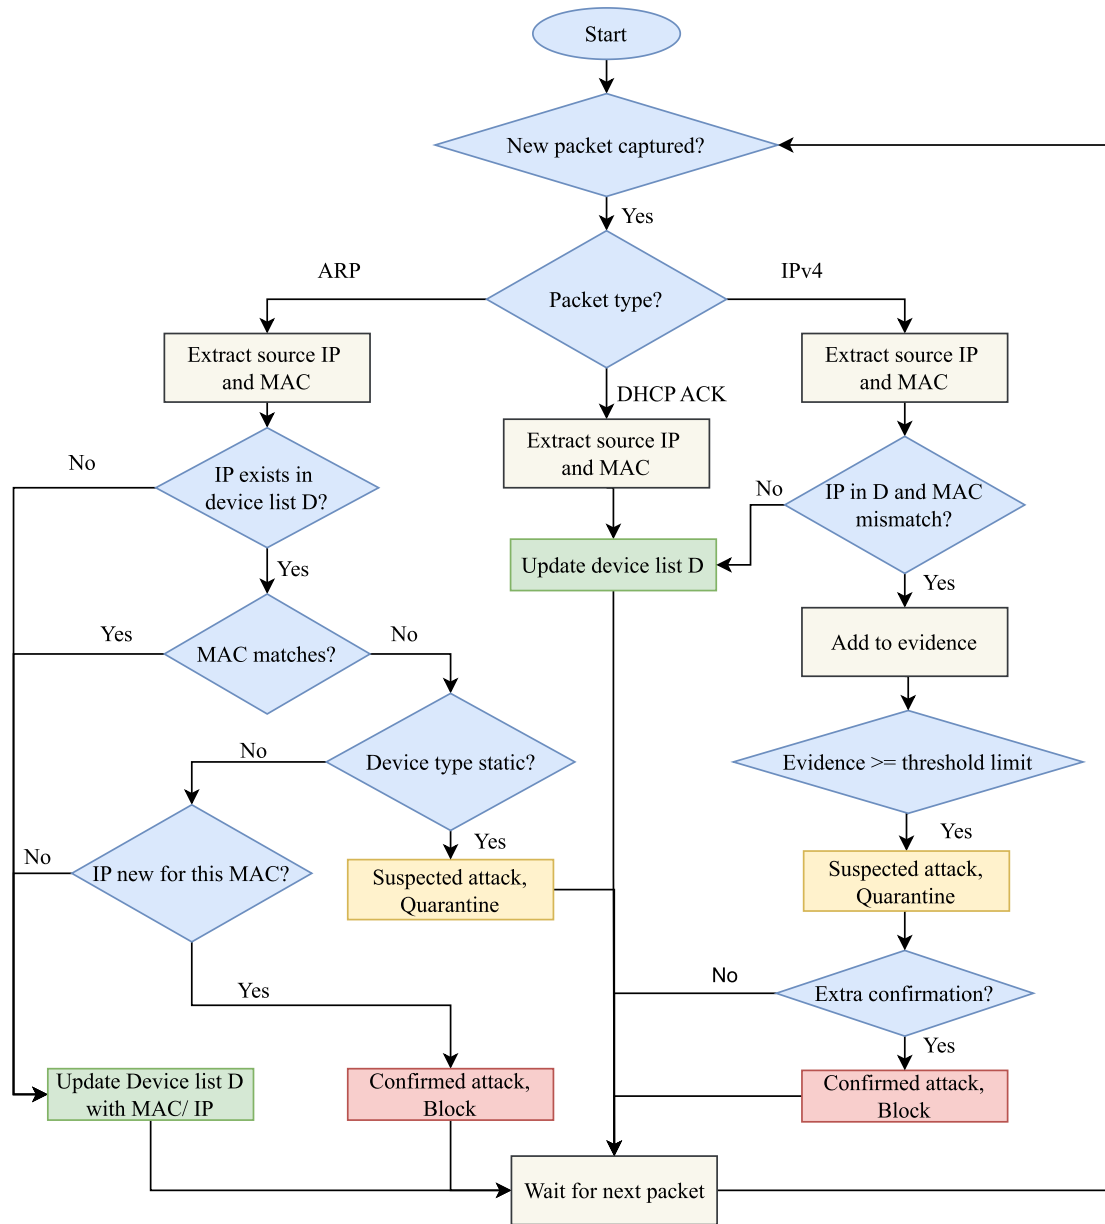 Start
New packet captured?
Yes
ARP
IPv4
Packet type?
Extract source IP
and MAC
Extract source IP
and MAC
DHCP ACK
Extract source IP
and MAC
No
IP exists in
device list D?
No
IP in D and MAC
mismatch?
Update device list D
Yes
Yes
Yes
No
MAC matches?
Add to evidence
No
Device type static?
Evidence >= threshold limit
Yes
Yes
No
IP new for this MAC?
Suspected attack,
Quarantine
Suspected attack,
Quarantine
No
Yes
Extra confirmation?
Yes
Update Device list D
with MAC/ IP
Confirmed attack,
Block
Confirmed attack,
Block
Wait for next packet